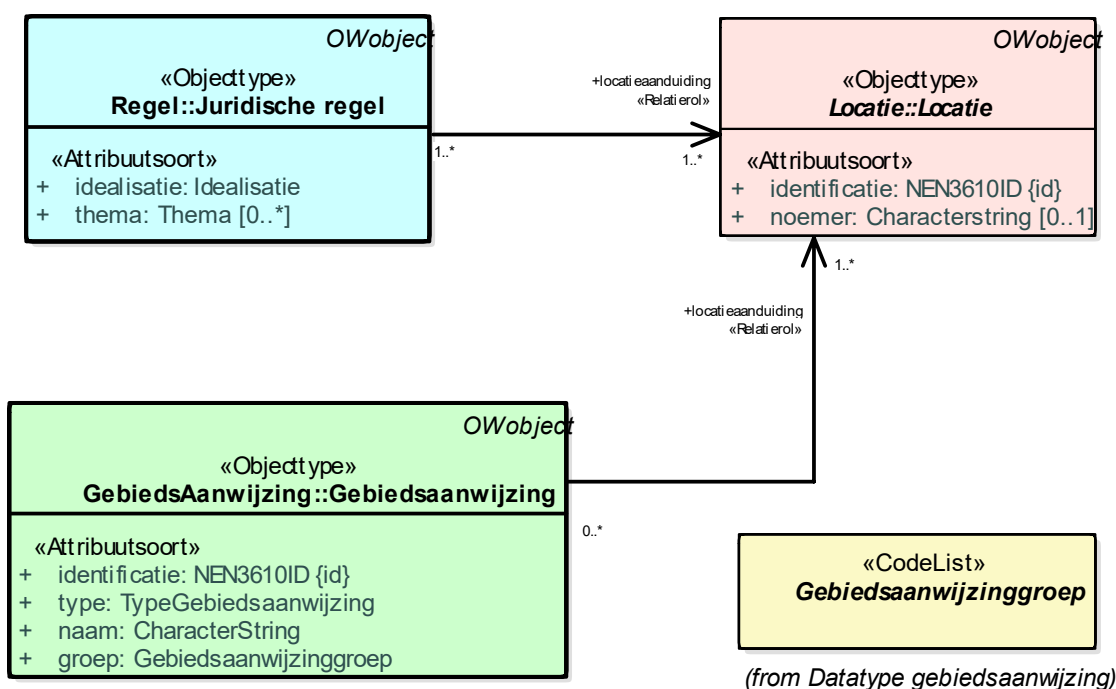 OWobject
«Objecttype»
Regel::Juridische regel
«Attribuutsoort»
+ idealisatie: Idealisatie
+ thema: Thema [0..*]
+locatieaanduiding
«Relatierol»
1..*
1..*
OWobject
«Objecttype»
Locatie::Locatie
«Attribuutsoort»
+ identificatie: NEN3610ID {id}
+ noemer: Characterstring [0..1]
1..*
+locatieaanduiding
«Relatierol»
OWobject
«Objecttype»
GebiedsAanwijzing::Gebiedsaanwijzing
«Attribuutsoort»
+ identificatie: NEN3610ID {id}
+ type: TypeGebiedsaanwijzing
+ naam: CharacterString
+ groep: Gebiedsaanwijzinggroep
0..*
«CodeList»
Gebiedsaanwijzinggroep
(from Datatype gebiedsaanwijzing)